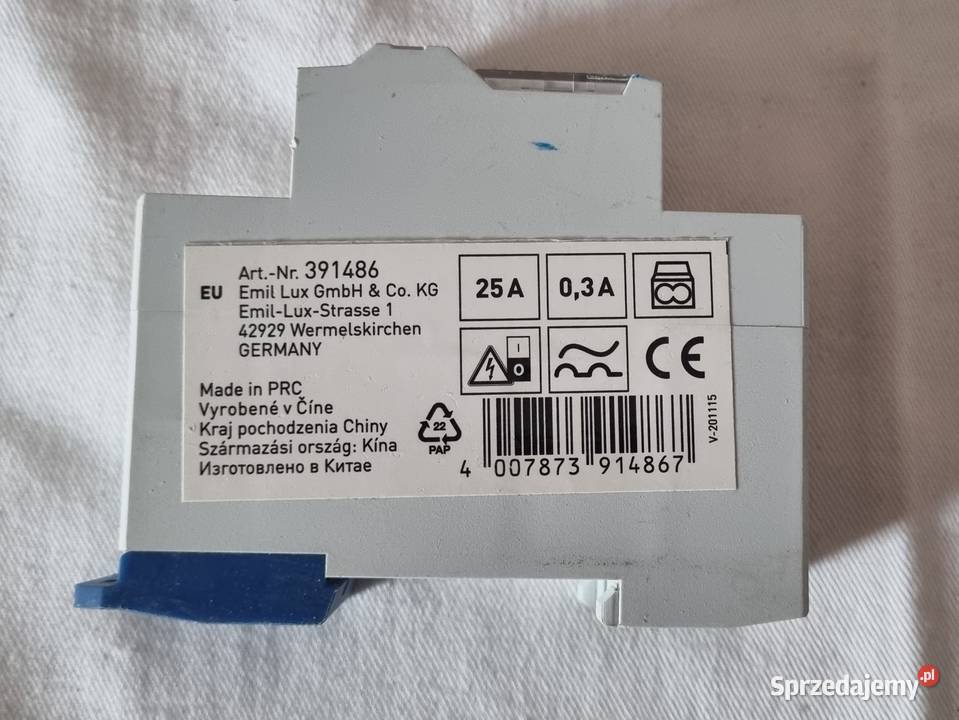 Art.-Nr. 391486
EU Emil Lux GmbH & Co. KG
Emil-Lux-Strasse 1
42929 Wermelskirchen
GERMANY
25 A
0,3 A
I
O
CE
Made in PRC
Vyrobené v Číne
Kraj pochodzenia Chiny
Származási ország: Kína
Изготовлено в Китае
22
PAP
4 007873 914867
V-201115
Sprzedajemy.pl